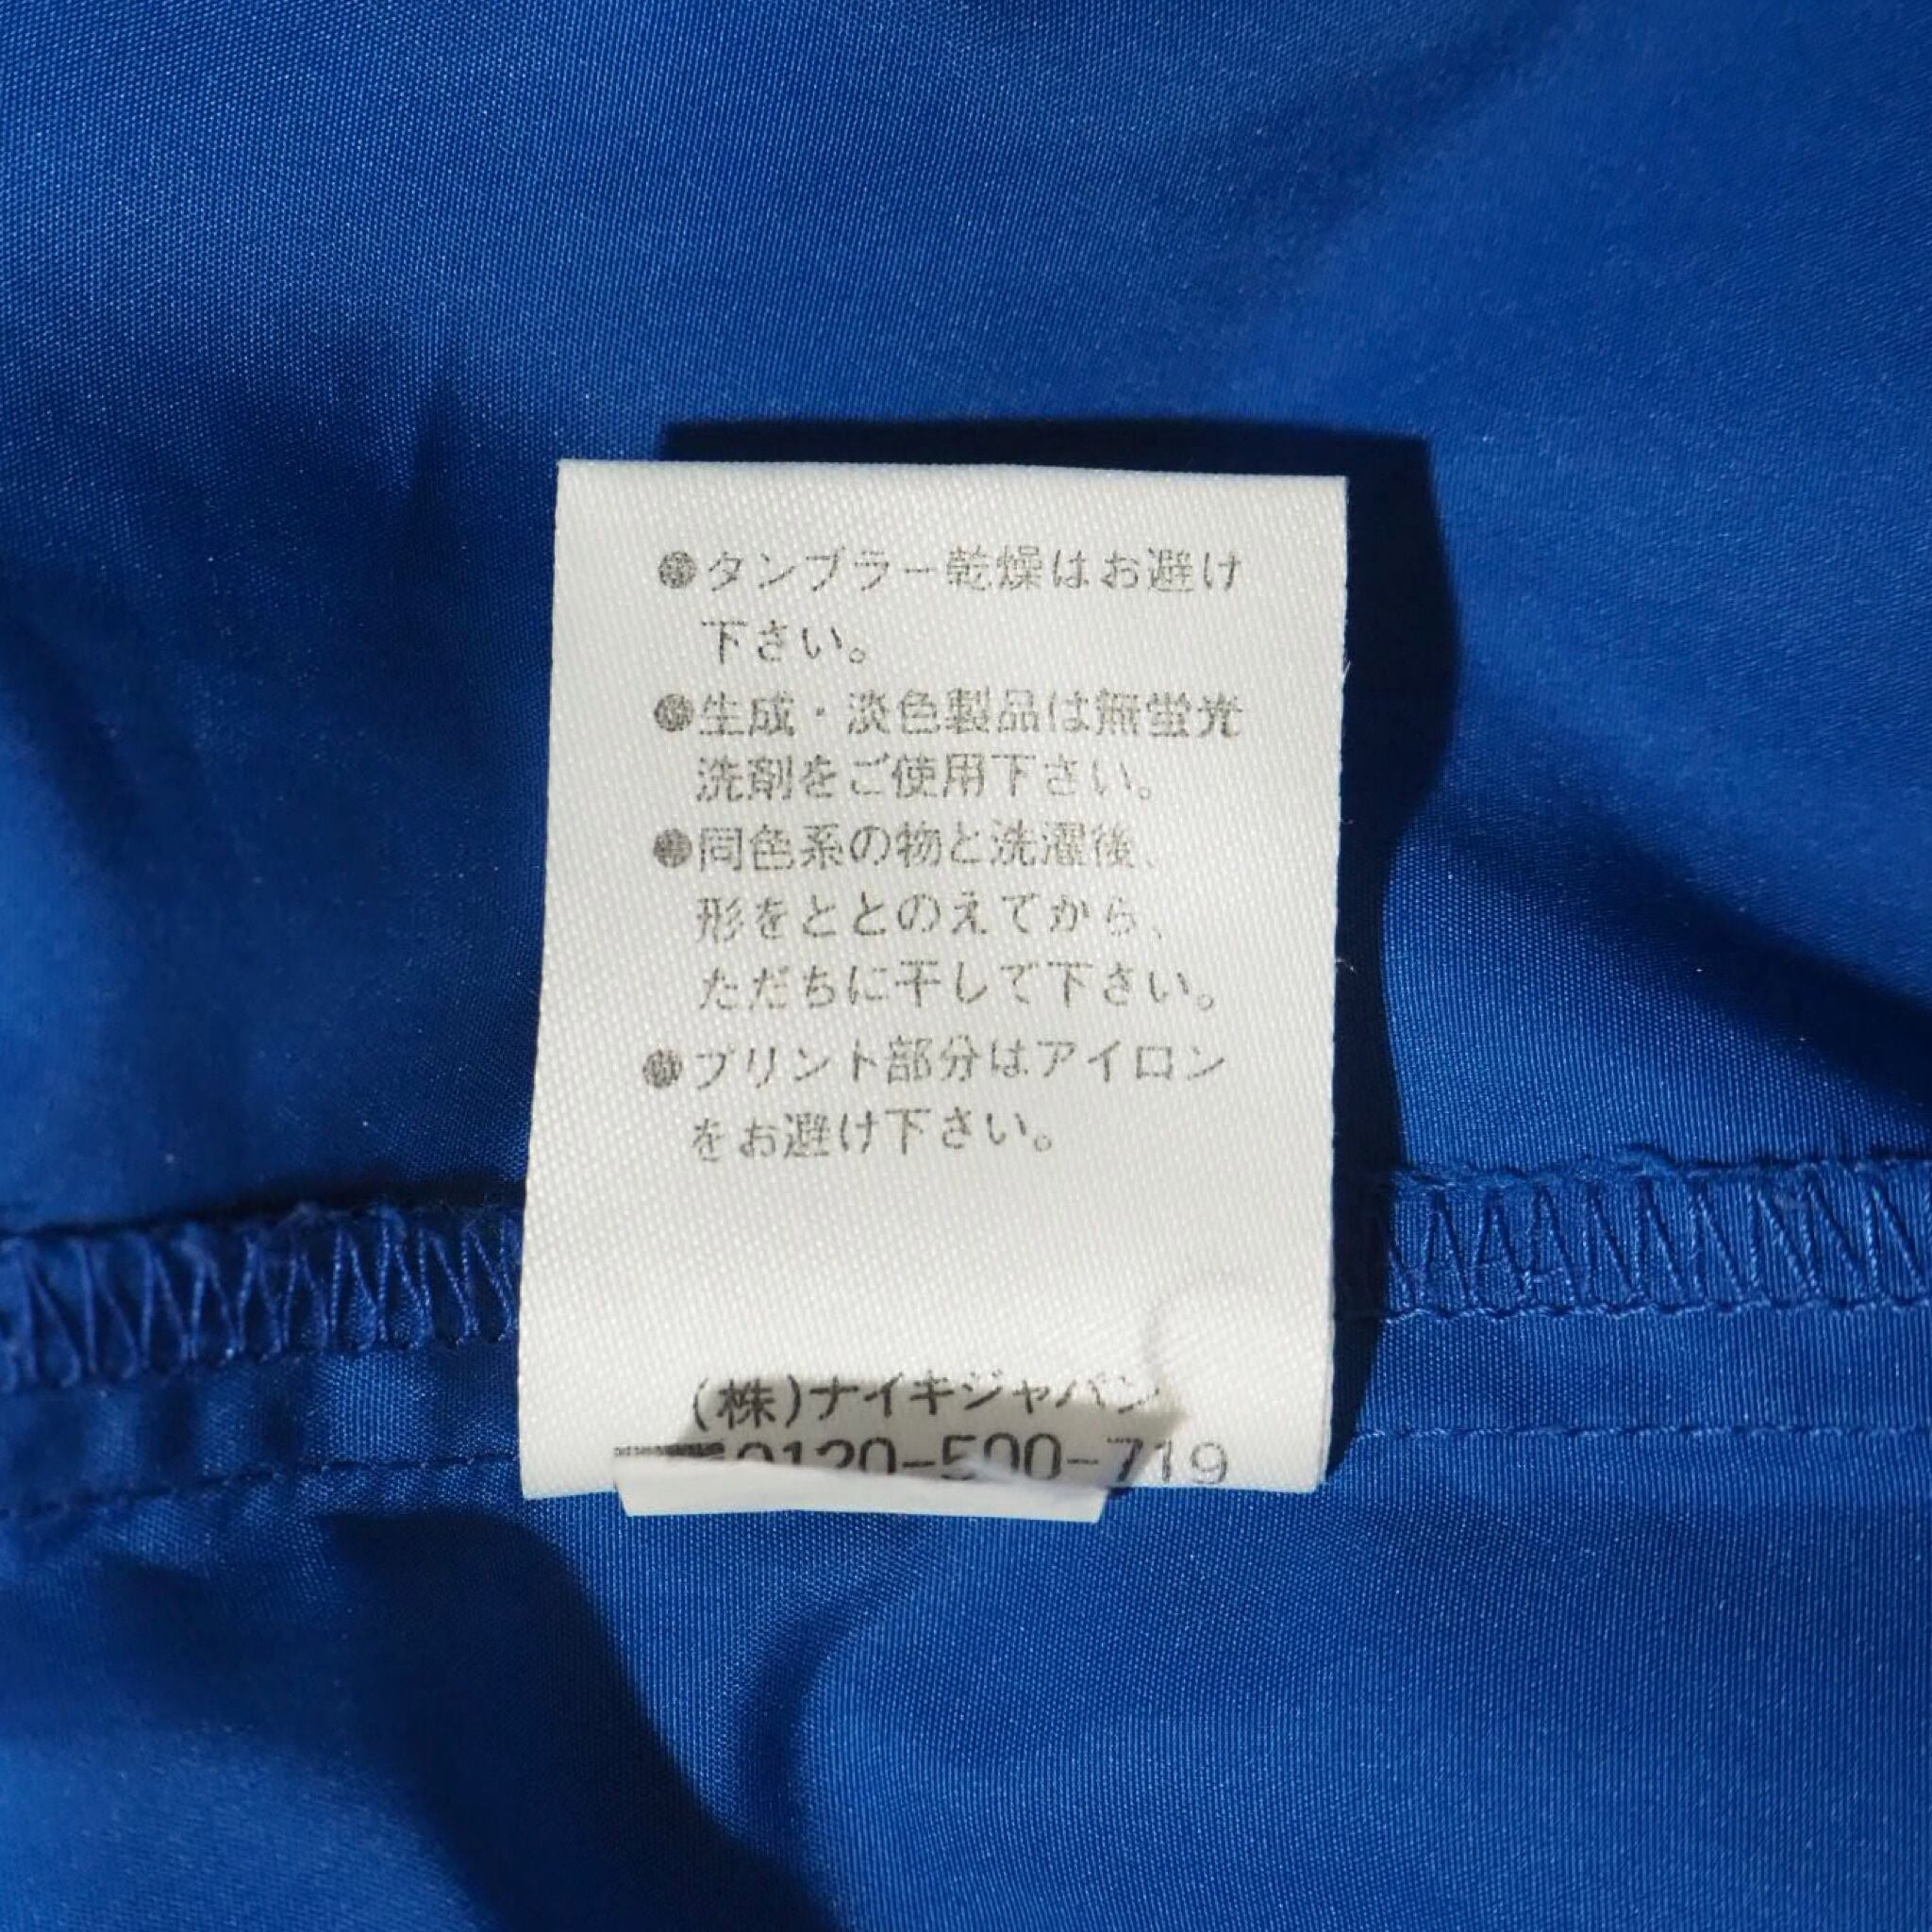 ●タンブラー乾燥はお避け
下さい。
●生成・淡色製品は無蛍光
洗剤をご使用下さい。
●同色系の物と洗濯後、
形をととのえてから、
ただちに干して下さい。
●プリント部分はアイロン
をお避け下さい。
(株)ナイキジャパン
0120-500-719